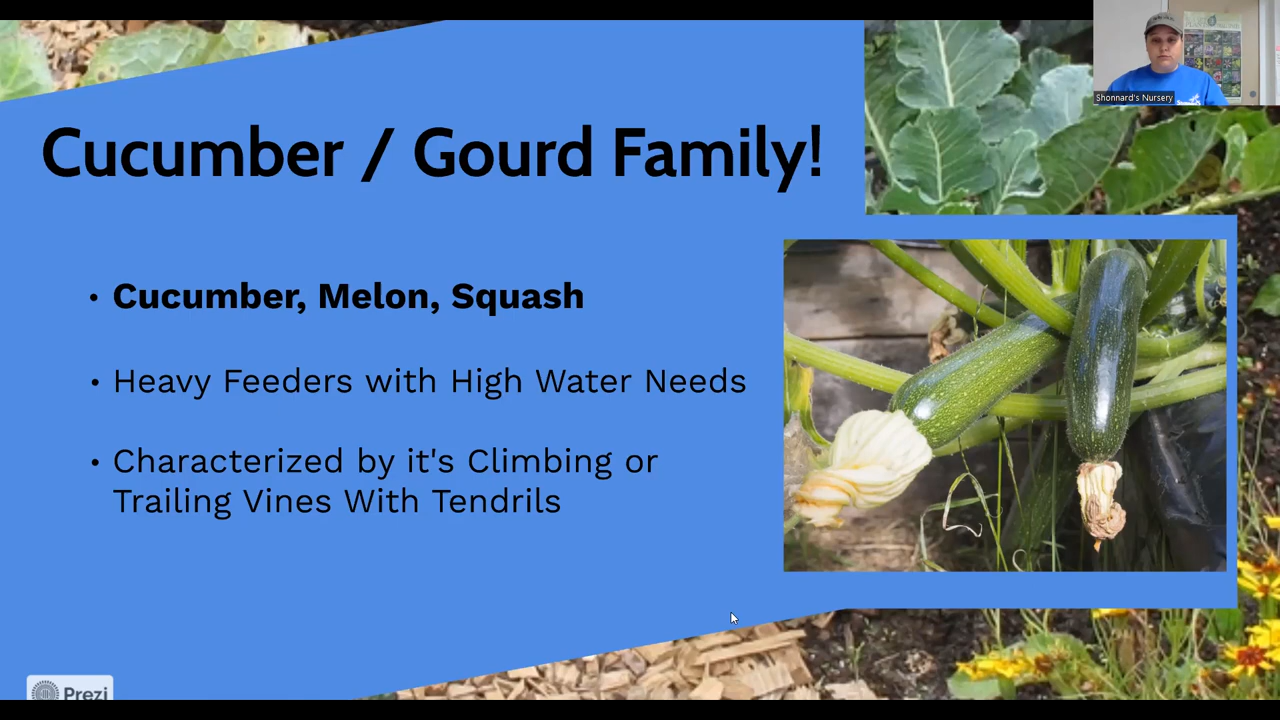 Shonnard's Nursery
Cucumber / Gourd Family!
• Cucumber, Melon, Squash
• Heavy Feeders with High Water Needs
• Characterized by it's Climbing or
Trailing Vines With Tendrils
Prezi